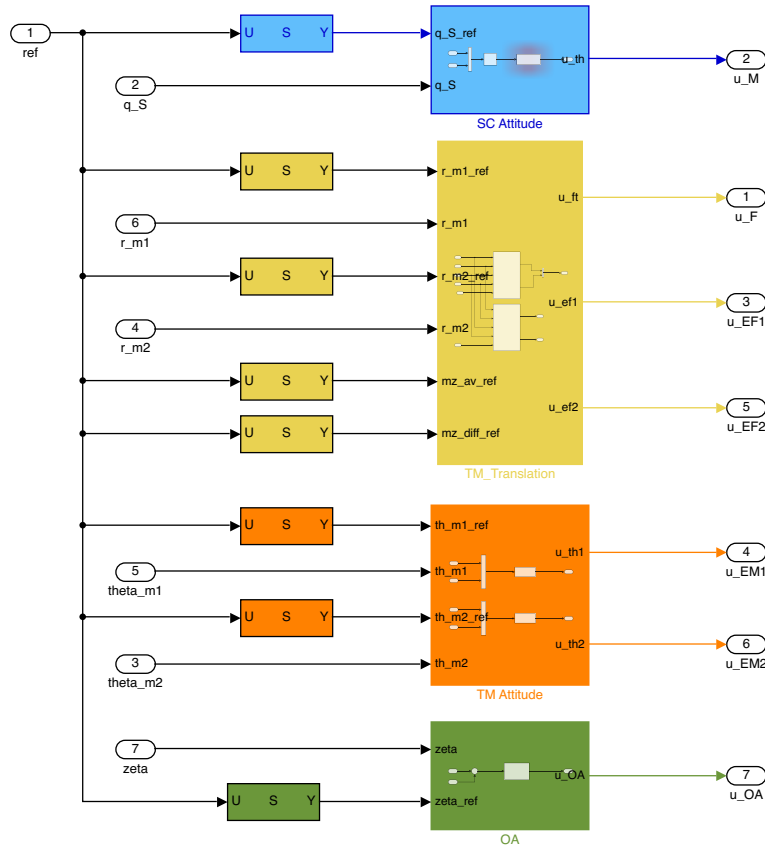 1
ref
U S Y
q_S_ref
u_th
2
u_M
2
q_S
q_S
SC Attitude
U S Y
r_m1_ref
u_ft
1
u_F
6
r_m1
r_m1
U S Y
r_m2_ref
u_ef1
3
u_EF1
4
r_m2
r_m2
U S Y
mz_av_ref
u_ef2
5
u_EF2
U S Y
mz_diff_ref
TM_Translation
U S Y
th_m1_ref
u_th1
4
u_EM1
5
theta_m1
th_m1
U S Y
th_m2_ref
u_th2
6
u_EM2
3
theta_m2
th_m2
TM Attitude
7
zeta
zeta
u_OA
7
u_OA
U S Y
zeta_ref
OA